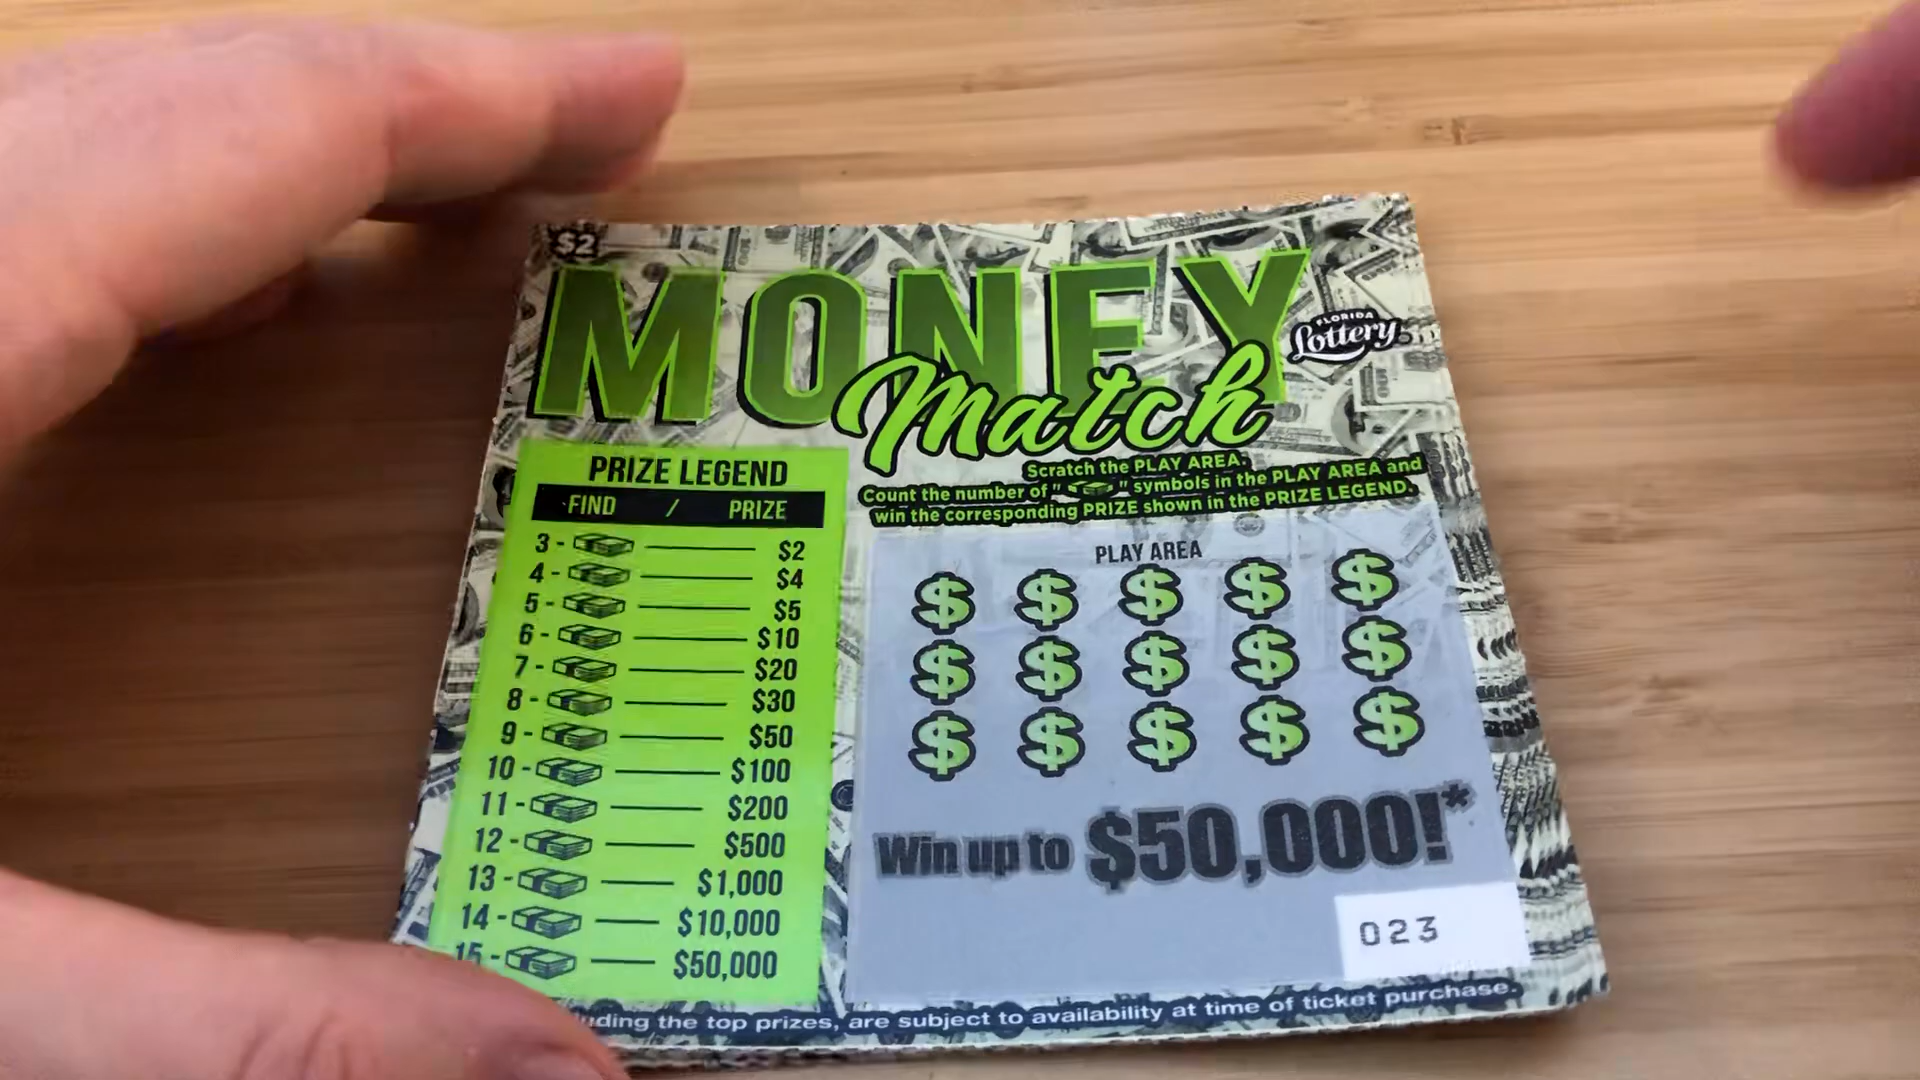 $2
MONEY
Match
FLORIDA
Lottery
Scratch the PLAY AREA.
Count the number of " " symbols in the PLAY AREA and
win the corresponding PRIZE shown in the PRIZE LEGEND.
PRIZE LEGEND
FIND / PRIZE
3 - $2
4 - $4
5 - $5
6 - $10
7 - $20
8 - $30
9 - $50
10 - $100
11 - $200
12 - $500
13 - $1,000
14 - $10,000
15 - $50,000
PLAY AREA
$ $ $ $ $
$ $ $ $ $
$ $ $ $ $
Win up to $50,000!*
023
the top prizes, are subject to availability at time of ticket purchase.